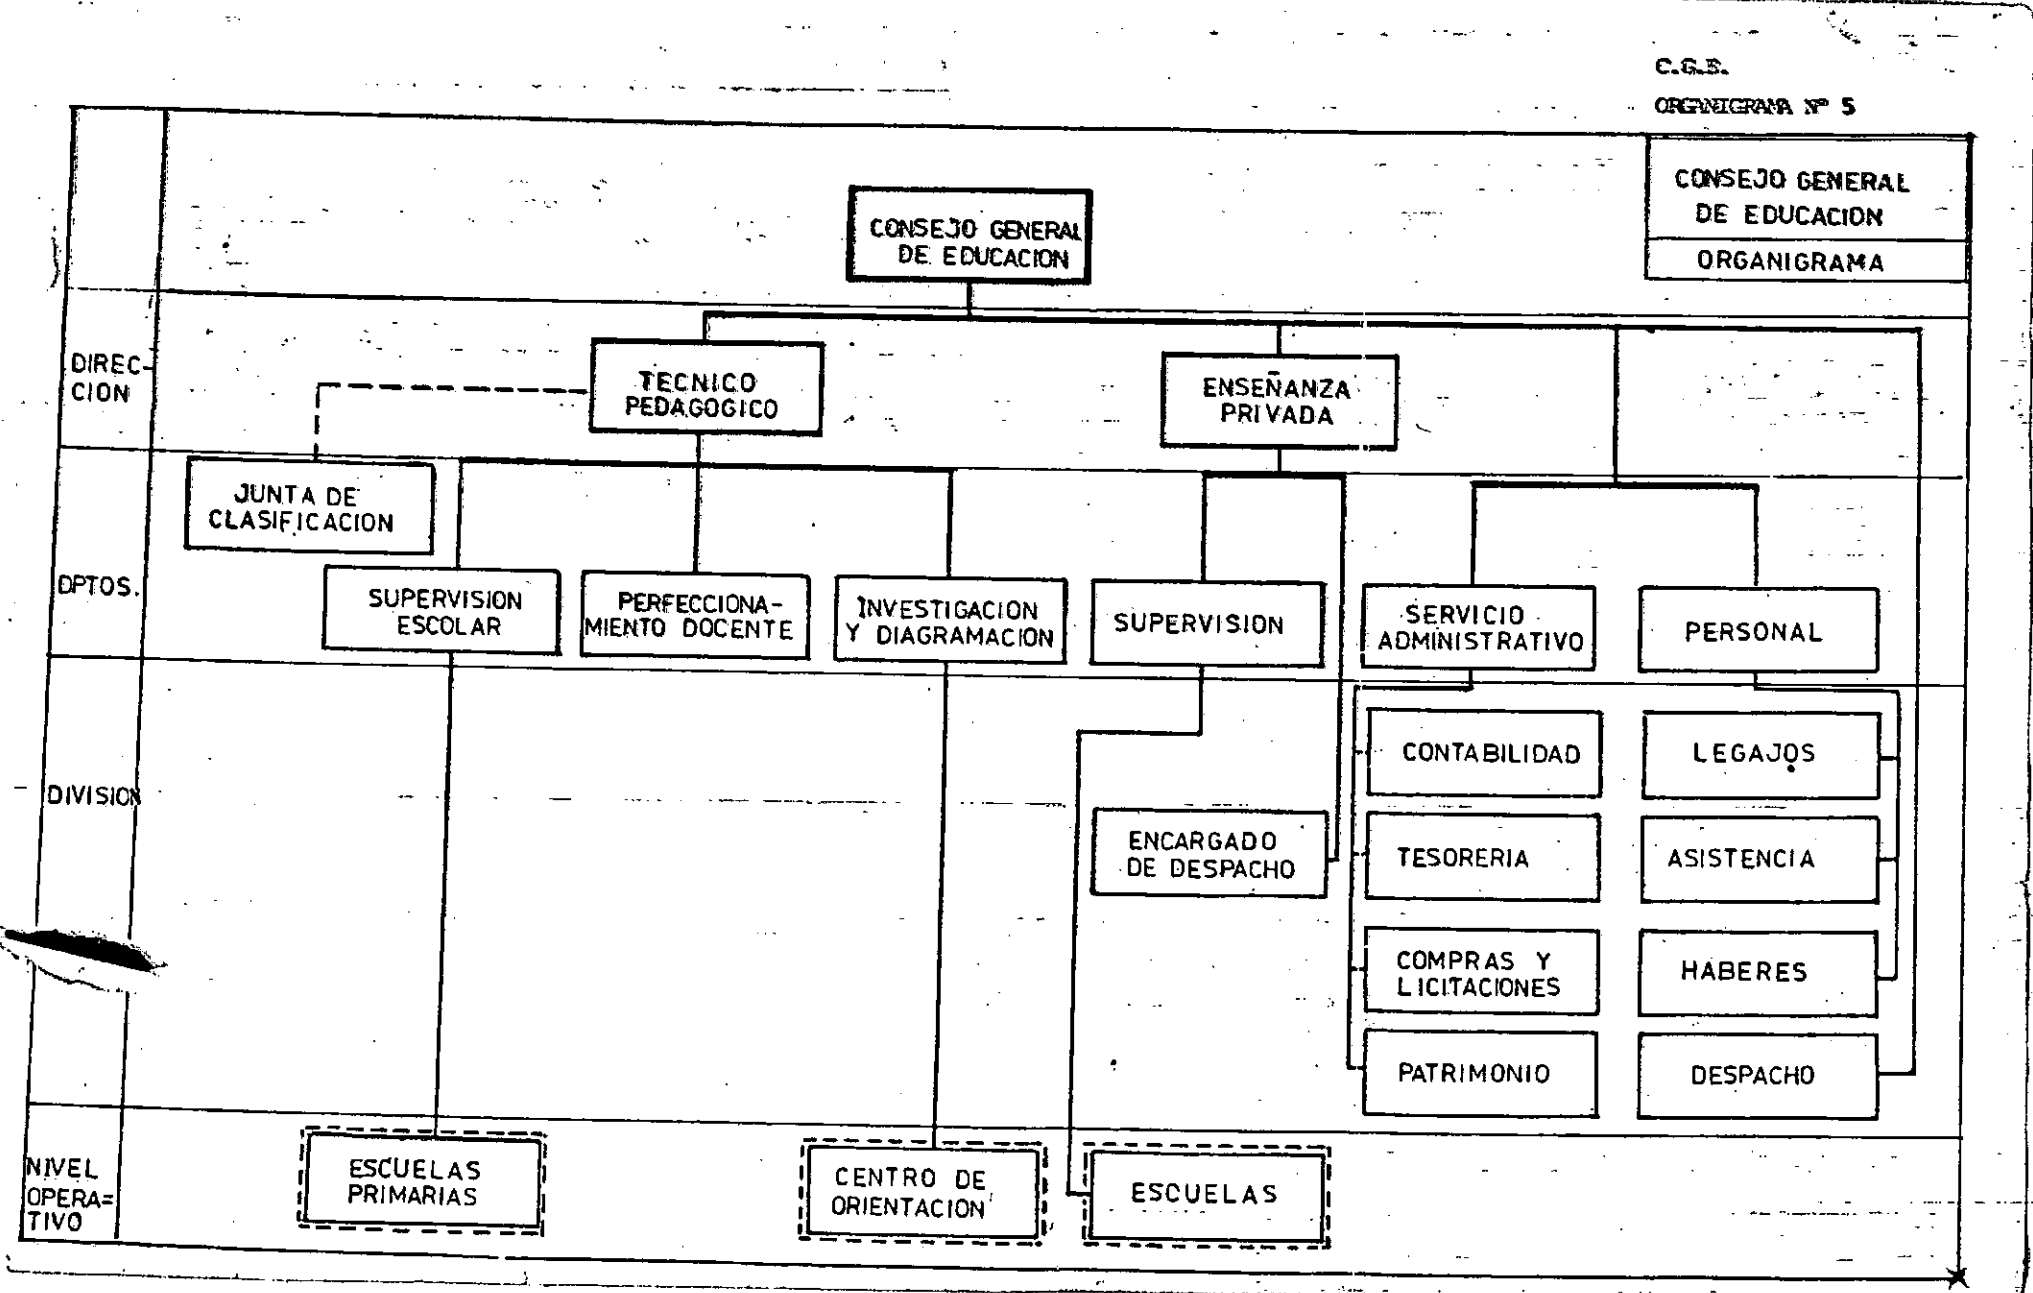 C.G.E.
ORGANIGRAMA Nº 5
CONSEJO GENERAL
DE EDUCACION
ORGANIGRAMA
CONSEJO GENERAL
DE EDUCACION
DIREC-
CION
TECNICO
PEDAGOGICO
ENSEÑANZA
PRIVADA
DPTOS.
JUNTA DE
CLASIFICACION
SUPERVISION
ESCOLAR
PERFECCIONA-
MIENTO DOCENTE
INVESTIGACION
Y DIAGRAMACION
SUPERVISION
SERVICIO
ADMINISTRATIVO
PERSONAL
DIVISION
ENCARGADO
DE DESPACHO
CONTABILIDAD
LEGAJOS
TESORERIA
ASISTENCIA
COMPRAS Y
LICITACIONES
HABERES
PATRIMONIO
DESPACHO
NIVEL
OPERA=
TIVO
ESCUELAS
PRIMARIAS
CENTRO DE
ORIENTACION
ESCUELAS